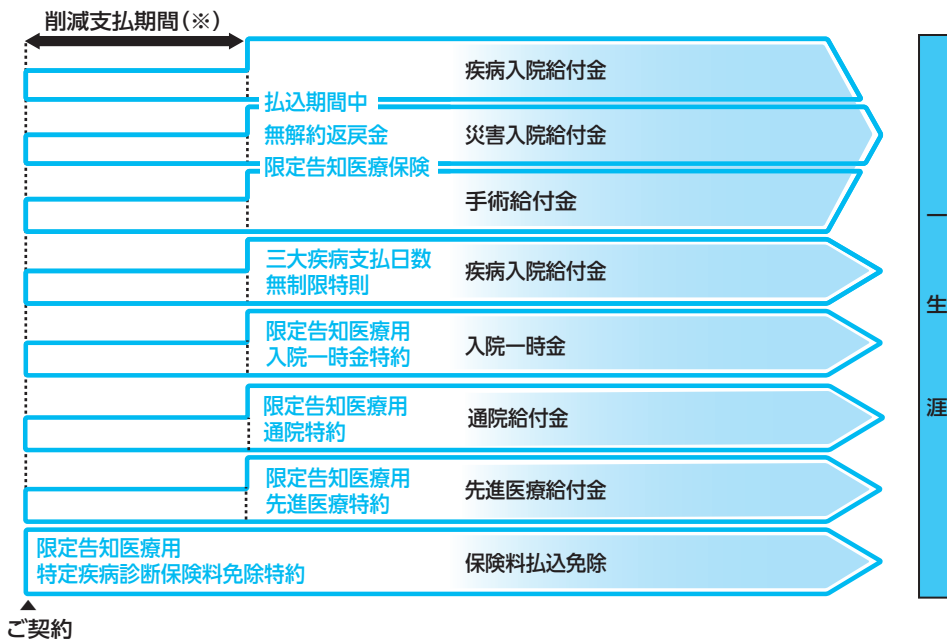 削減支払期間(※)
疾病入院給付金
払込期間中
無解約返戻金
災害入院給付金
限定告知医療保険
手術給付金
三大疾病支払日数
無制限特則
疾病入院給付金
限定告知医療用
入院一時金特約
入院一時金
限定告知医療用
通院特約
通院給付金
限定告知医療用
先進医療特約
先進医療給付金
限定告知医療用
特定疾病診断保険料免除特約
保険料払込免除
ご契約
一生涯